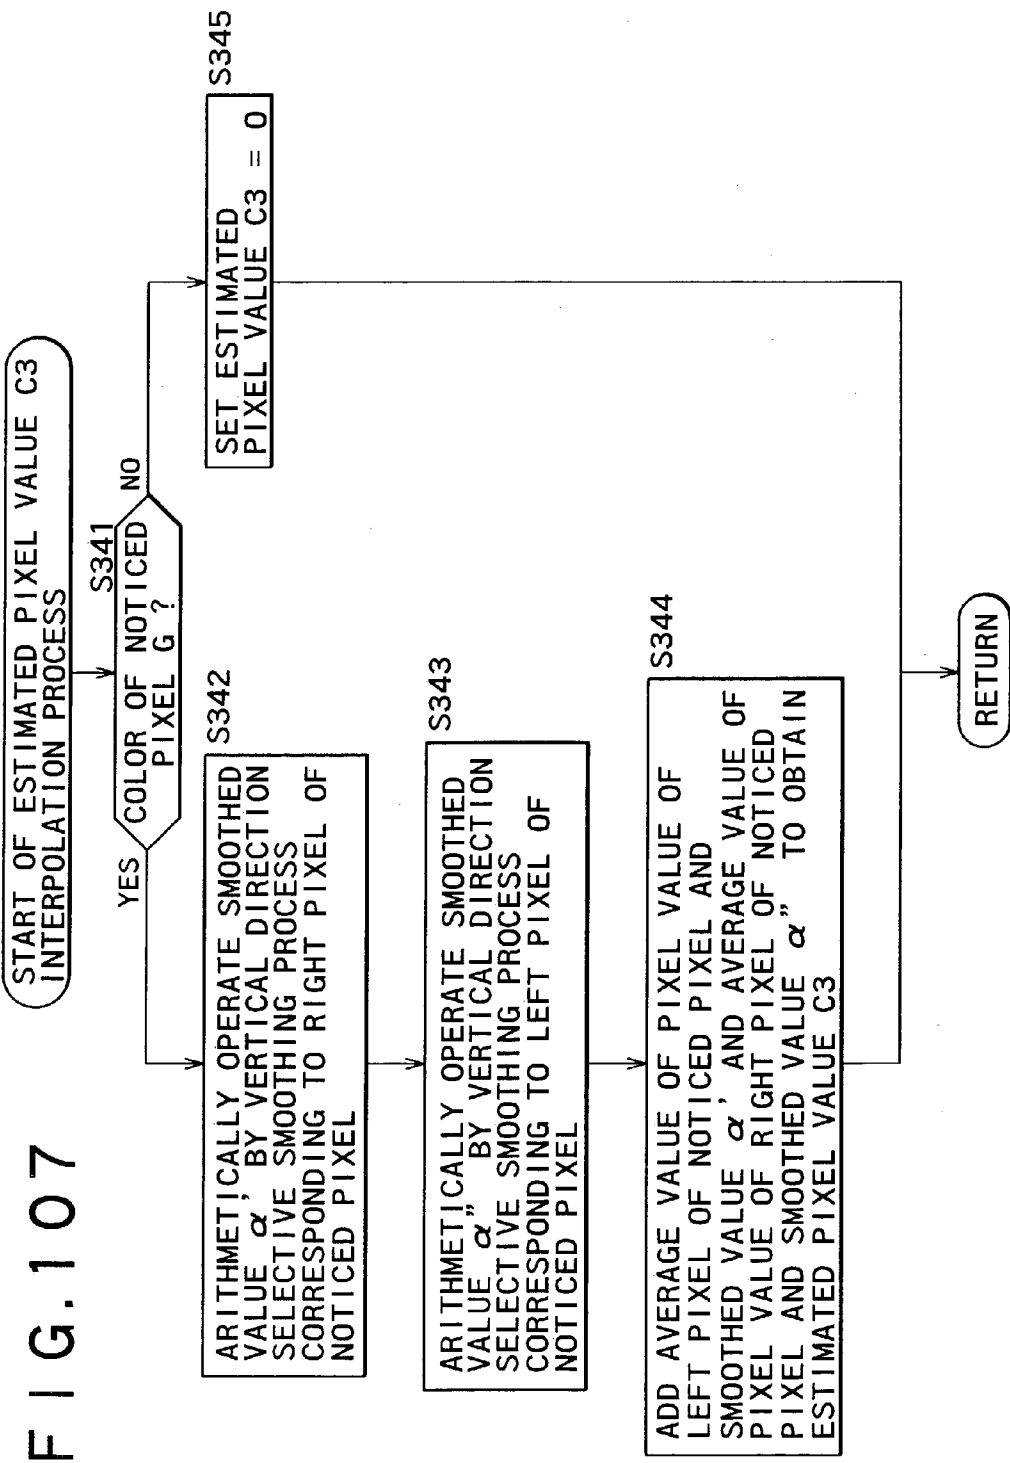 FIG.107
START OF ESTIMATED PIXEL VALUE C3
INTERPOLATION PROCESS
S341
COLOR OF NOTICED
PIXEL G ?
YES
NO
S342
ARITHMETICALLY OPERATE SMOOTHED
VALUE α' BY VERTICAL DIRECTION
SELECTIVE SMOOTHING PROCESS
CORRESPONDING TO RIGHT PIXEL OF
NOTICED PIXEL
S343
ARITHMETICALLY OPERATE SMOOTHED
VALUE α" BY VERTICAL DIRECTION
SELECTIVE SMOOTHING PROCESS
CORRESPONDING TO LEFT PIXEL OF
NOTICED PIXEL
S344
ADD AVERAGE VALUE OF PIXEL VALUE OF
LEFT PIXEL OF NOTICED PIXEL AND
SMOOTHED VALUE α' AND AVERAGE VALUE OF
PIXEL VALUE OF RIGHT PIXEL OF NOTICED
PIXEL AND SMOOTHED VALUE α" TO OBTAIN
ESTIMATED PIXEL VALUE C3
S345
SET ESTIMATED
PIXEL VALUE C3 = 0
RETURN